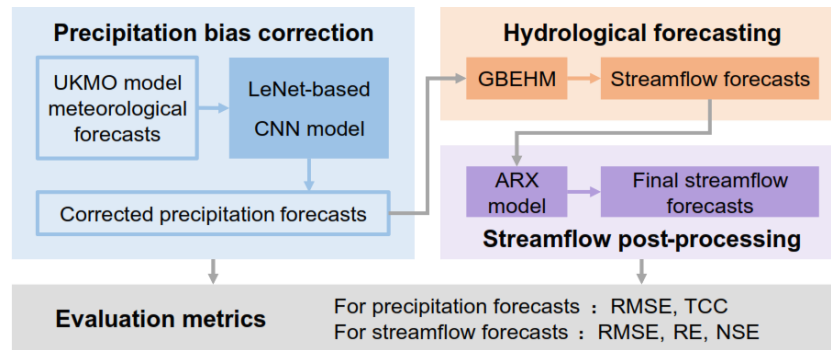 Precipitation bias correction
UKMO model
meteorological
forecasts
LeNet-based
CNN model
Corrected precipitation forecasts
Hydrological forecasting
GBEHM
Streamflow forecasts
ARX
model
Final streamflow
forecasts
Streamflow post-processing
Evaluation metrics
For precipitation forecasts： RMSE, TCC
For streamflow forecasts： RMSE, RE, NSE